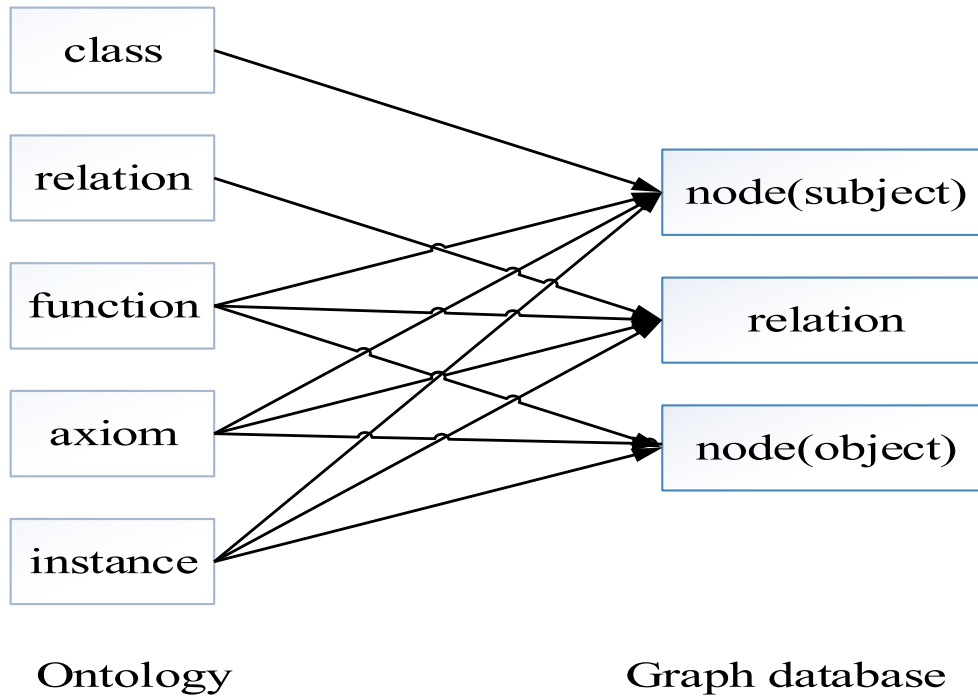 class
relation
function
axiom
instance
node(subject)
relation
node(object)
Ontology
Graph database